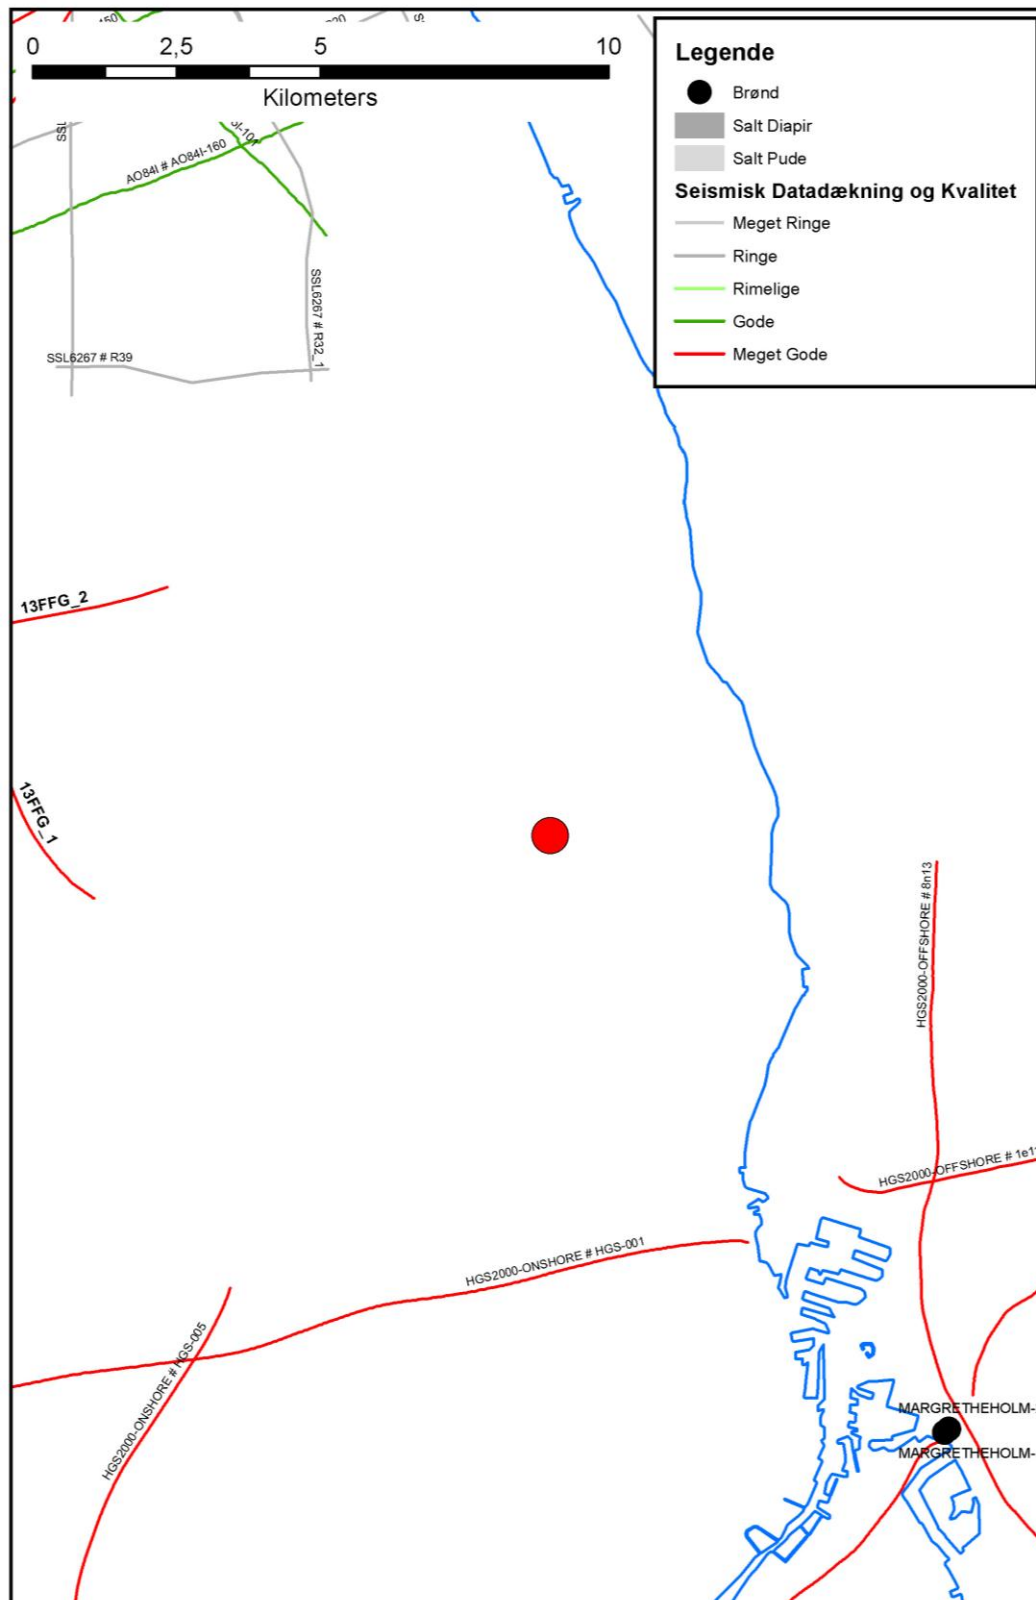 0 2,5 5 10
Kilometers
Legende
Brønd
Salt Diapir
Salt Pude
Seismisk Datadækning og Kvalitet
Meget Ringe
Ringe
Rimelige
Gode
Meget Gode
AO84I # AO84I-160
SSL6267 # R32_1
SSL6267 # R39
13FFG_2
13FFG_1
HGS2000-OFFSHORE # 8n13
HGS2000-OFFSHORE # 1e1
HGS2000-ONSHORE # HGS-001
HGS2000-ONSHORE # HGS-005
MARGRETHEHOLM-
MARGRETHEHOLM-